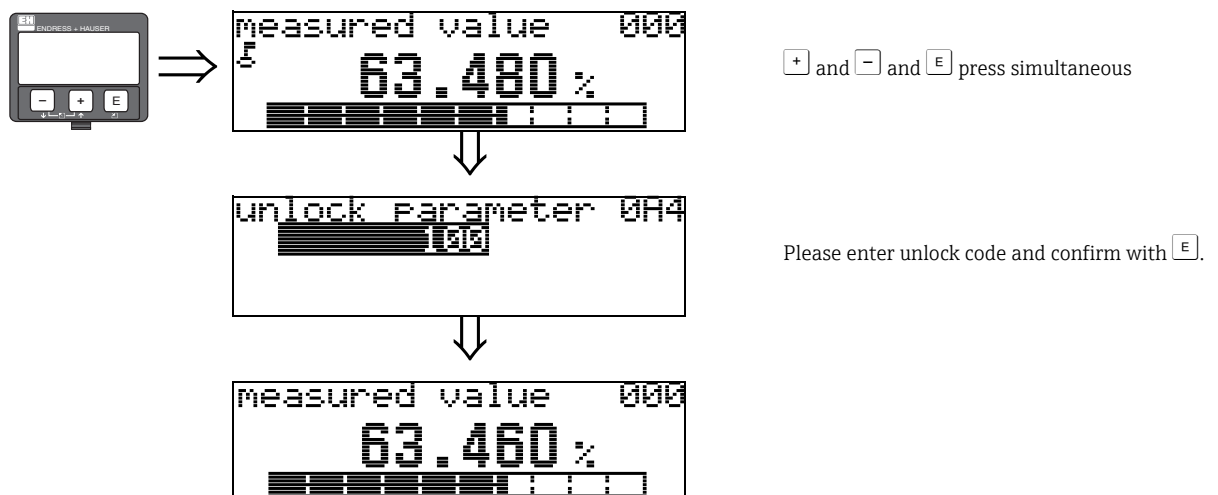 EH
ENDRESS + HAUSER
- + E
measured value 000
63.480 %
+ and - and E press simultaneous
unlock parameter 0A4
100
Please enter unlock code and confirm with E.
measured value 000
63.460 %